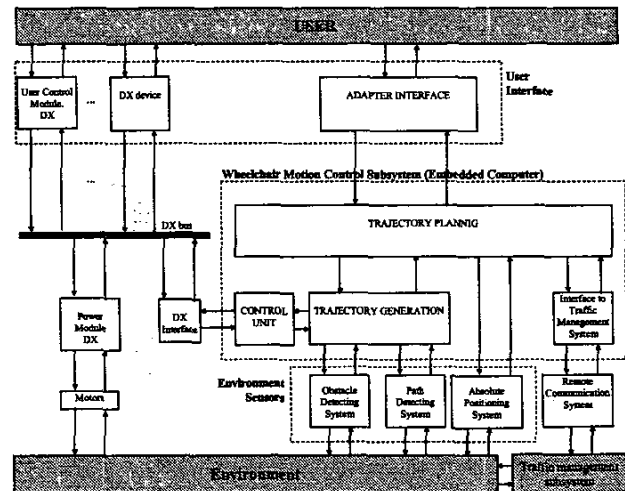 USER
User Control
Module.
DX
...
DX device
ADAPTER INTERFACE
User
Interface
...
Wheelchair Motion Control Subsystem (Embedded Computer)
TRAJECTORY PLANNIG
DX bus
Power
Module
DX
DX
Interface
CONTROL
UNIT
TRAJECTORY GENERATION
Interface to
Traffic
Management
System
Motors
Environment
Sensors
Obstacle
Detecting
System
Path
Detecting
System
Absolute
Positioning
System
Remote
Communication
System
Environment
Traffic management
subsystem